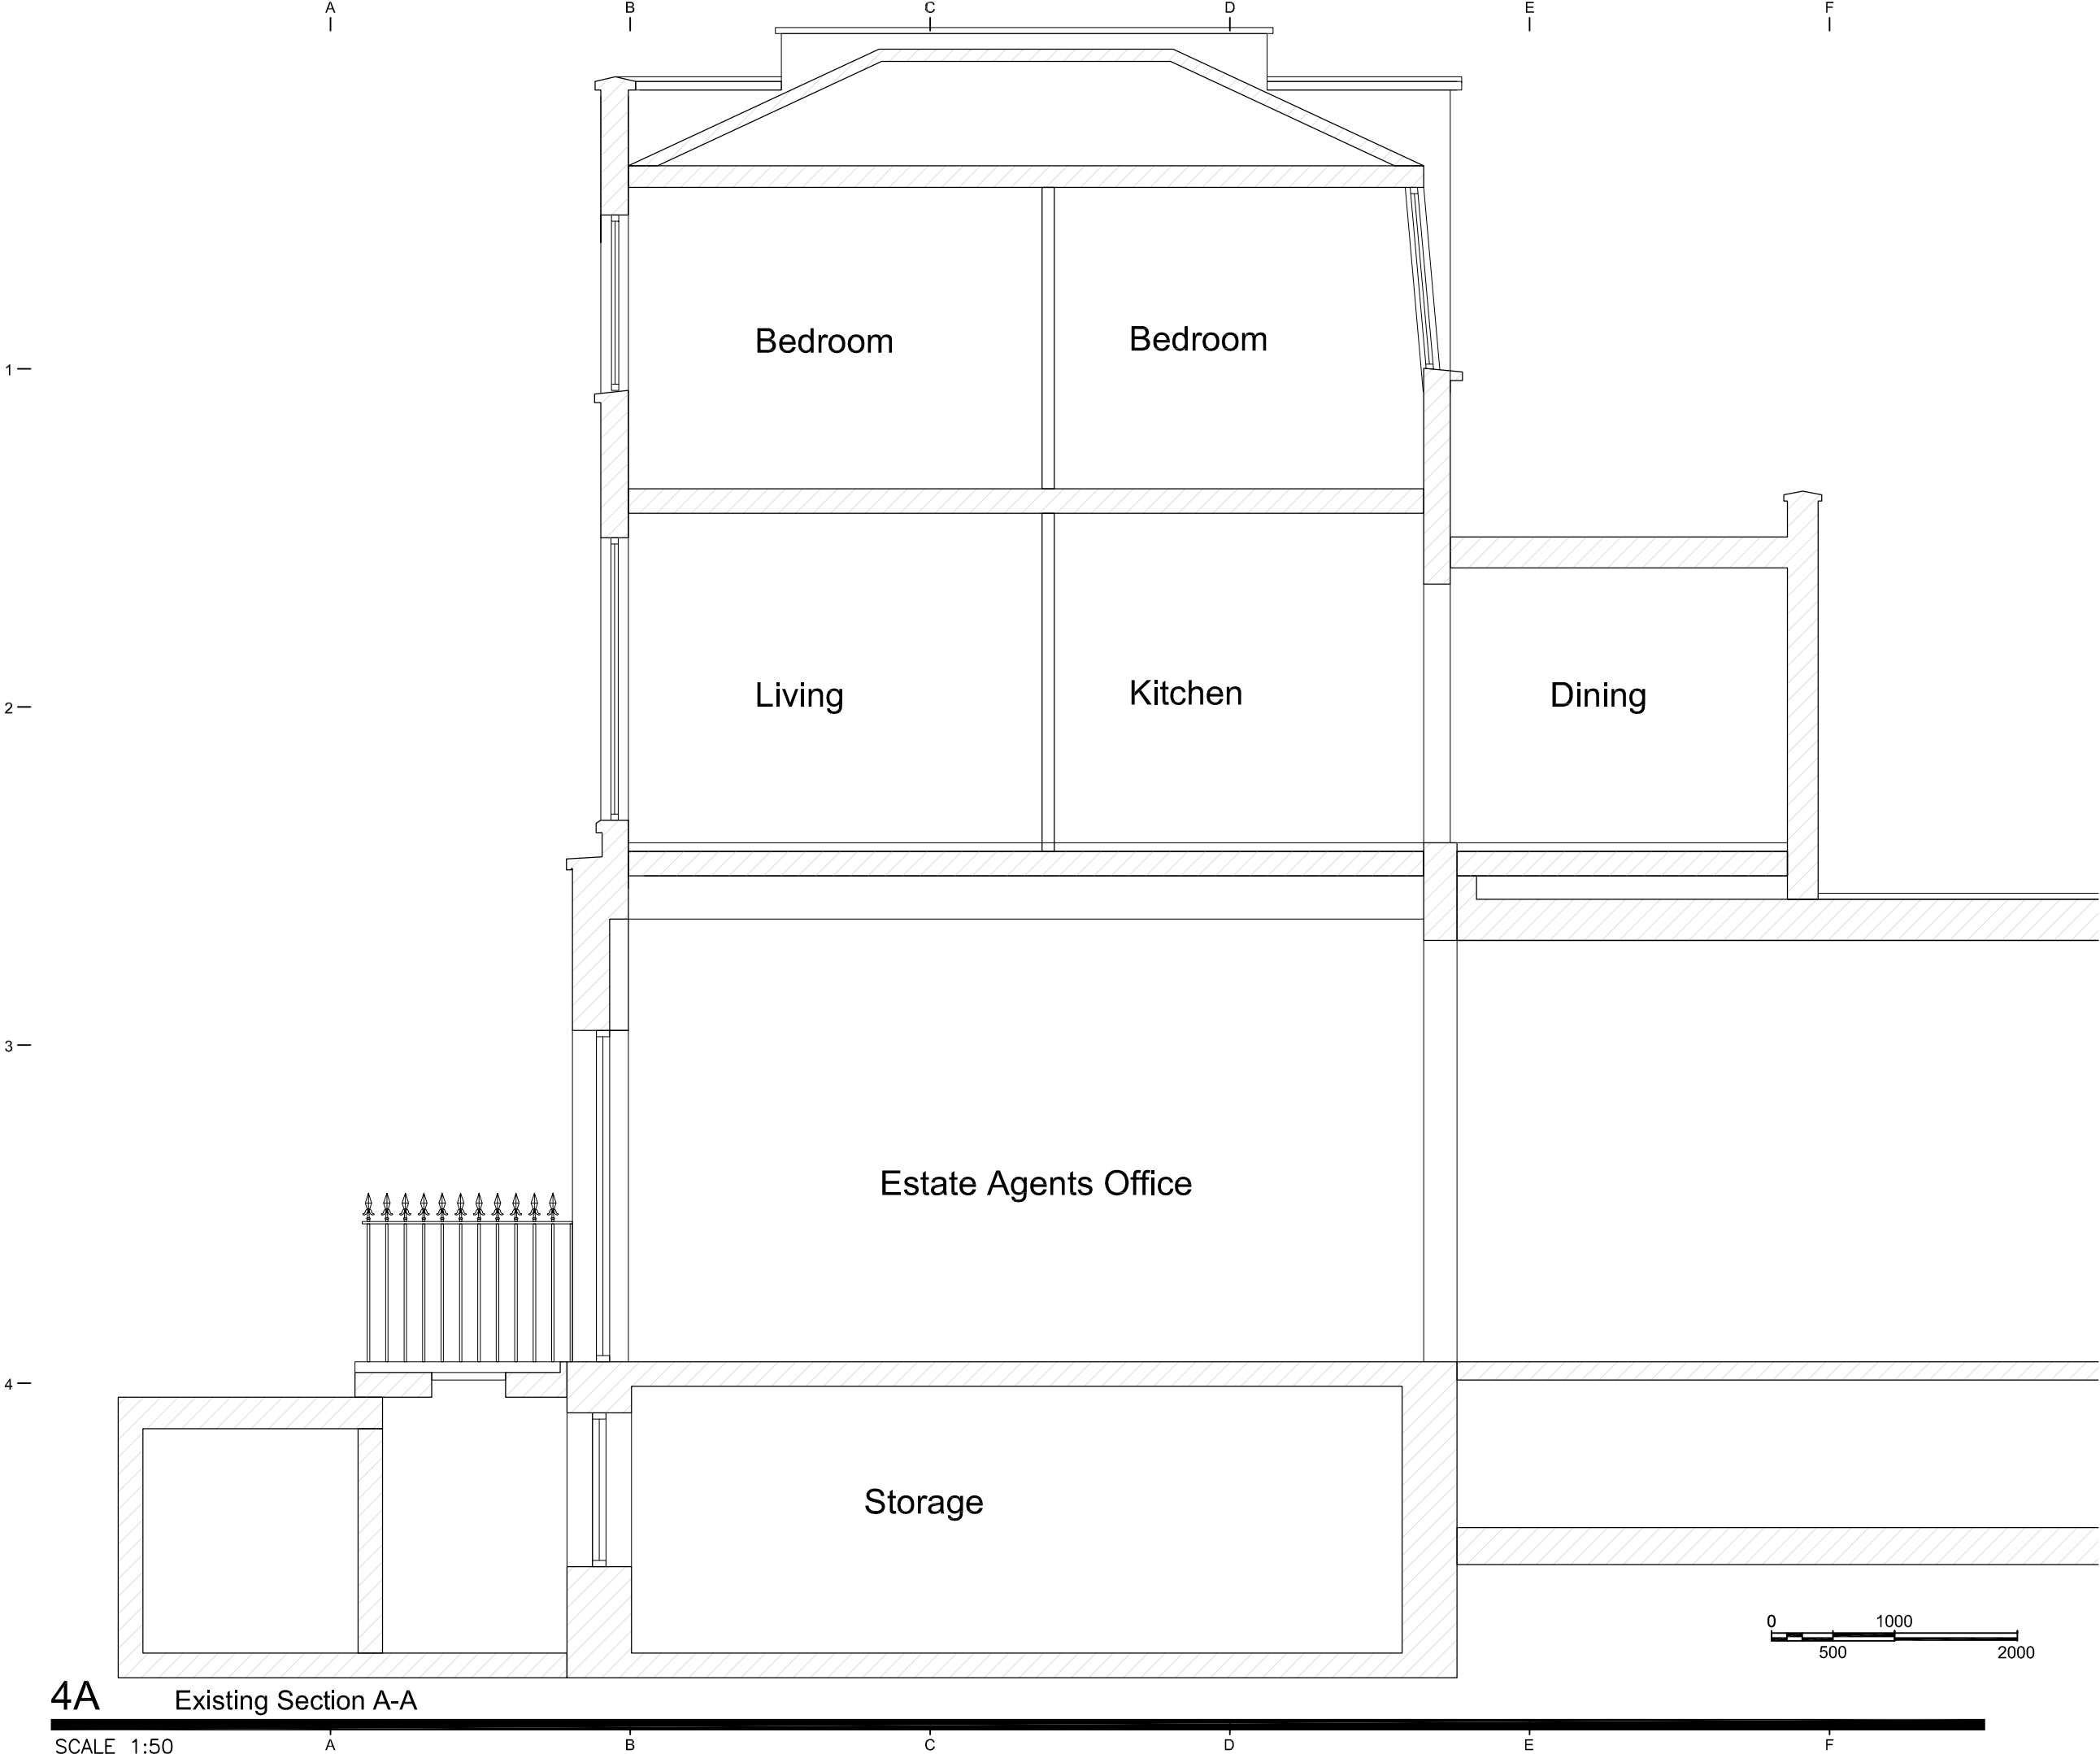 A B C D E F
Bedroom Bedroom
1
Living Kitchen Dining
2
3
Estate Agents Office
4
Storage
0 1000
500 2000
4A Existing Section A-A
SCALE 1:50
A B C D E F